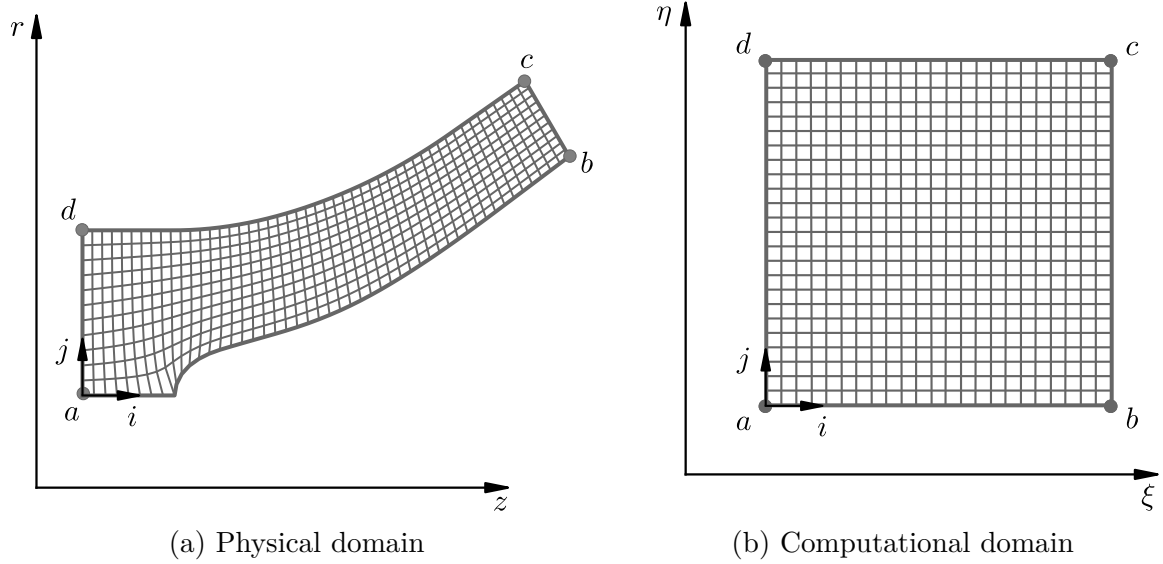 r
c
b
d
j
a
i
z
(a) Physical domain
η
d
c
j
a
i
b
ξ
(b) Computational domain